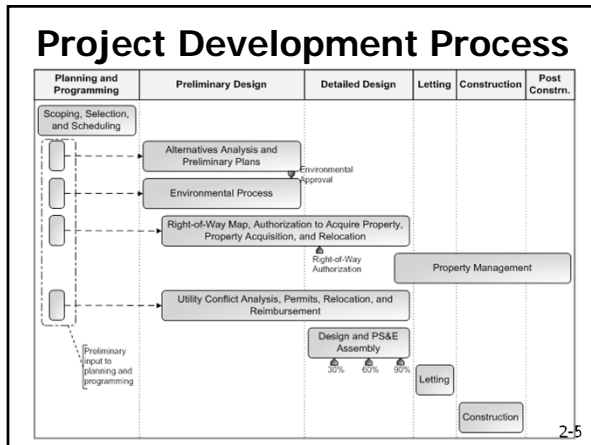 Project Development Process
Planning and
Programming
Preliminary Design
Detailed Design
Letting
Construction
Post
Constrn.
Scoping, Selection,
and Scheduling
Alternatives Analysis and
Preliminary Plans
Environmental
Approval
Environmental Process
Right-of-Way Map, Authorization to Acquire Property,
Property Acquisition, and Relocation
Right-of-Way
Authorization
Property Management
Utility Conflict Analysis, Permits, Relocation, and
Reimbursement
Design and PS&E
Assembly
30% 60% 90%
Preliminary
input to
planning and
programming
Letting
Construction
2-5